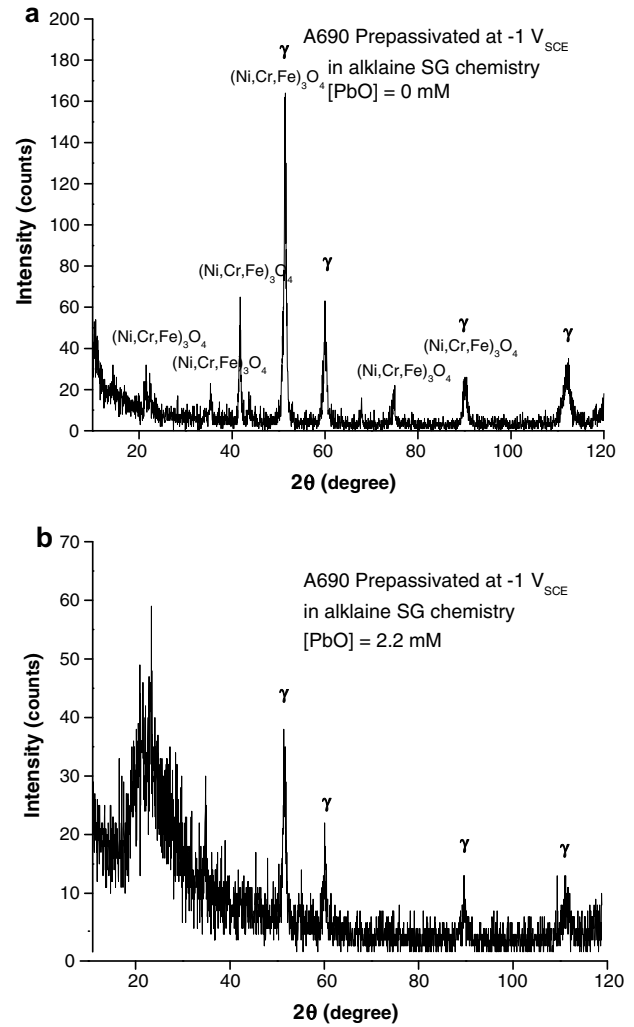 a
200
180
160
140
120
100
80
60
40
20
0
Intensity (counts)
A690 Prepassivated at -1 V_SCE
in alklaine SG chemistry
[PbO] = 0 mM
γ
(Ni,Cr,Fe)₃O₄
(Ni,Cr,Fe)₃O₄
γ
(Ni,Cr,Fe)₃O₄
(Ni,Cr,Fe)₃O₄
(Ni,Cr,Fe)₃O₄
γ
(Ni,Cr,Fe)₃O₄
γ
20 40 60 80 100 120
2θ (degree)
b
70
60
50
40
30
20
10
0
Intensity (counts)
A690 Prepassivated at -1 V_SCE
in alklaine SG chemistry
[PbO] = 2.2 mM
γ
γ
γ
γ
20 40 60 80 100 120
2θ (degree)